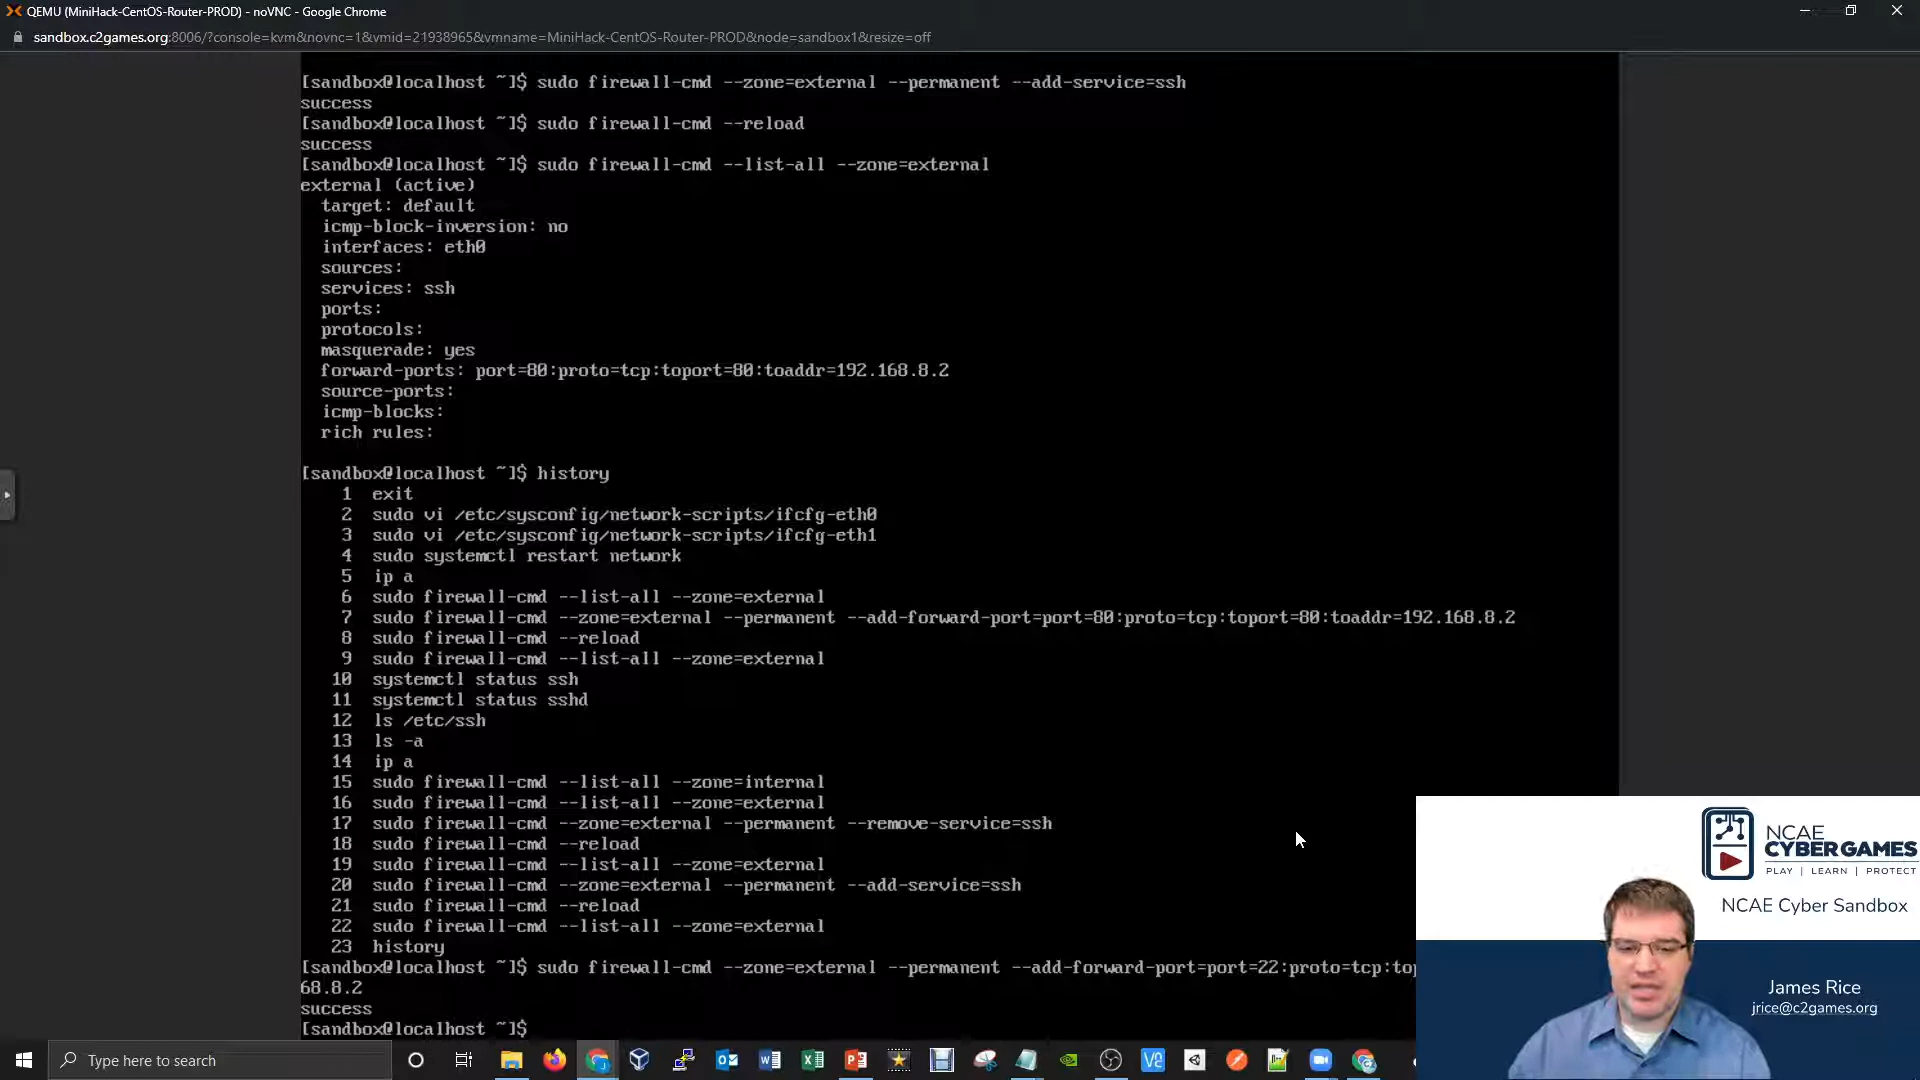 QEMU (MiniHack-CentOS-Router-PROD) - noVNC - Google Chrome
sandbox.c2games.org:8006/?console=kvm&novnc=1&vmid=21938965&vmname=MiniHack-CentOS-Router-PROD&node=sandbox1&resize=off
[sandbox@localhost ~]$ sudo firewall-cmd --zone=external --permanent --add-service=ssh
success
[sandbox@localhost ~]$ sudo firewall-cmd --reload
success
[sandbox@localhost ~]$ sudo firewall-cmd --list-all --zone=external
external (active)
target: default
icmp-block-inversion: no
interfaces: eth0
sources:
services: ssh
ports:
protocols:
masquerade: yes
forward-ports: port=80:proto=tcp:toport=80:toaddr=192.168.8.2
source-ports:
icmp-blocks:
rich rules:
[sandbox@localhost ~]$ history
1 exit
2 sudo vi /etc/sysconfig/network-scripts/ifcfg-eth0
3 sudo vi /etc/sysconfig/network-scripts/ifcfg-eth1
4 sudo systemctl restart network
5 ip a
6 sudo firewall-cmd --list-all --zone=external
7 sudo firewall-cmd --zone=external --permanent --add-forward-port=port=80:proto=tcp:toport=80:toaddr=192.168.8.2
8 sudo firewall-cmd --reload
9 sudo firewall-cmd --list-all --zone=external
10 systemctl status ssh
11 systemctl status sshd
12 ls /etc/ssh
13 ls -a
14 ip a
15 sudo firewall-cmd --list-all --zone=internal
16 sudo firewall-cmd --list-all --zone=external
17 sudo firewall-cmd --zone=external --permanent --remove-service=ssh
18 sudo firewall-cmd --reload
19 sudo firewall-cmd --list-all --zone=external
20 sudo firewall-cmd --zone=external --permanent --add-service=ssh
21 sudo firewall-cmd --reload
22 sudo firewall-cmd --list-all --zone=external
23 history
[sandbox@localhost ~]$ sudo firewall-cmd --zone=external --permanent --add-forward-port=port=22:proto=tcp:top
68.8.2
success
[sandbox@localhost ~]$
NCAE
CYBERGAMES
PLAY | LEARN | PROTECT
NCAE Cyber Sandbox
James Rice
jrice@c2games.org
Type here to search